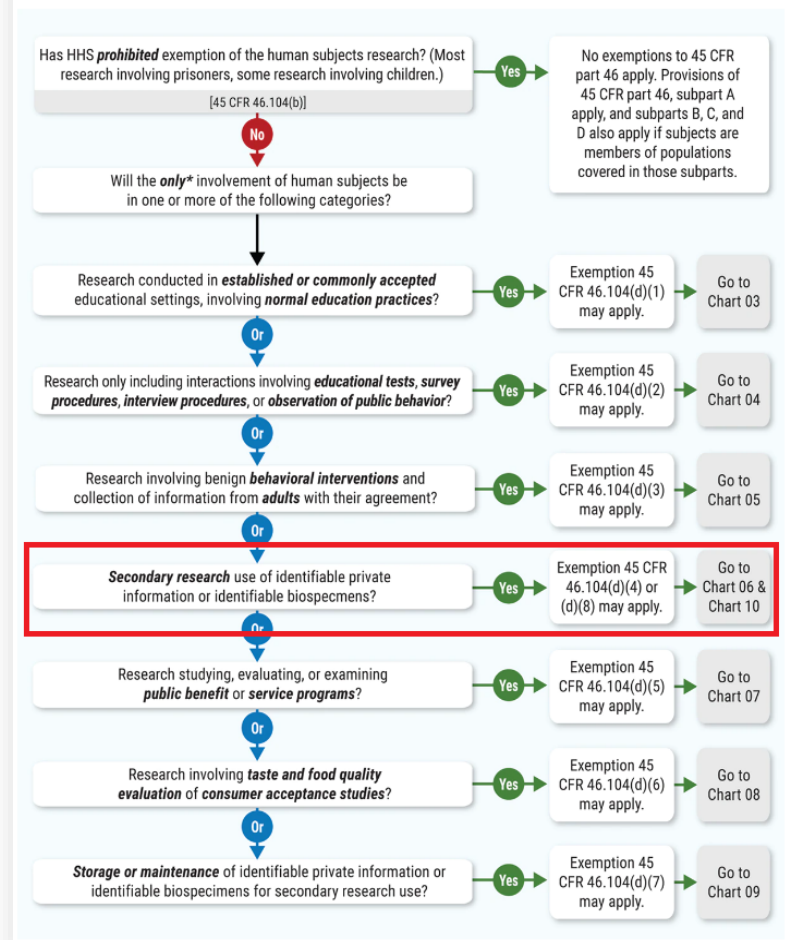 Has HHS prohibited exemption of the human subjects research? (Most
research involving prisoners, some research involving children.)
[45 CFR 46.104(b)]
Yes
No exemptions to 45 CFR
part 46 apply. Provisions of
45 CFR part 46, subpart A
apply, and subparts B, C, and
D also apply if subjects are
members of populations
covered in those subparts.
No
Will the only* involvement of human subjects be
in one or more of the following categories?
Research conducted in established or commonly accepted
educational settings, involving normal education practices?
Yes
Exemption 45
CFR 46.104(d)(1)
may apply.
Go to
Chart 03
Or
Research only including interactions involving educational tests, survey
procedures, interview procedures, or observation of public behavior?
Yes
Exemption 45
CFR 46.104(d)(2)
may apply.
Go to
Chart 04
Or
Research involving benign behavioral interventions and
collection of information from adults with their agreement?
Yes
Exemption 45
CFR 46.104(d)(3)
may apply.
Go to
Chart 05
Or
Secondary research use of identifiable private
information or identifiable biospecmens?
Yes
Exemption 45 CFR
46.104(d)(4) or
(d)(8) may apply.
Go to
Chart 06 &
Chart 10
Or
Research studying, evaluating, or examining
public benefit or service programs?
Yes
Exemption 45
CFR 46.104(d)(5)
may apply.
Go to
Chart 07
Or
Research involving taste and food quality
evaluation of consumer acceptance studies?
Yes
Exemption 45
CFR 46.104(d)(6)
may apply.
Go to
Chart 08
Or
Storage or maintenance of identifiable private information or
identifiable biospecimens for secondary research use?
Yes
Exemption 45
CFR 46.104(d)(7)
may apply.
Go to
Chart 09